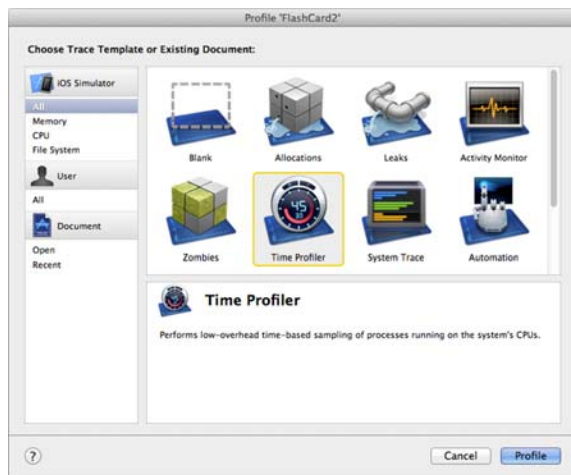 Profile 'FlashCard2'
Choose Trace Template or Existing Document:
iOS Simulator
All
Memory
CPU
File System
User
All
Document
Open
Recent
Blank
Allocations
Leaks
Activity Monitor
Zombies
Time Profiler
System Trace
Automation
Time Profiler
Performs low-overhead time-based sampling of processes running on the system's CPUs.
?
Cancel
Profile